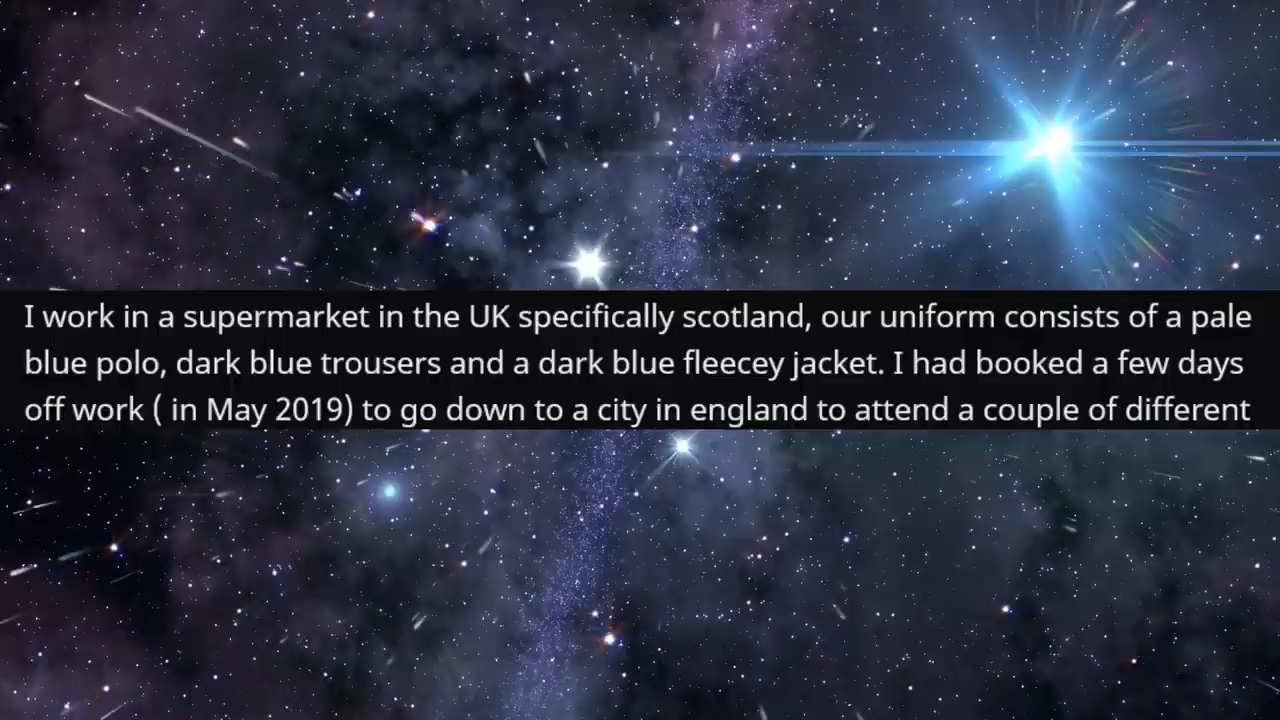 I work in a supermarket in the UK specifically scotland, our uniform consists of a pale
blue polo, dark blue trousers and a dark blue fleecey jacket. I had booked a few days
off work ( in May 2019) to go down to a city in england to attend a couple of different